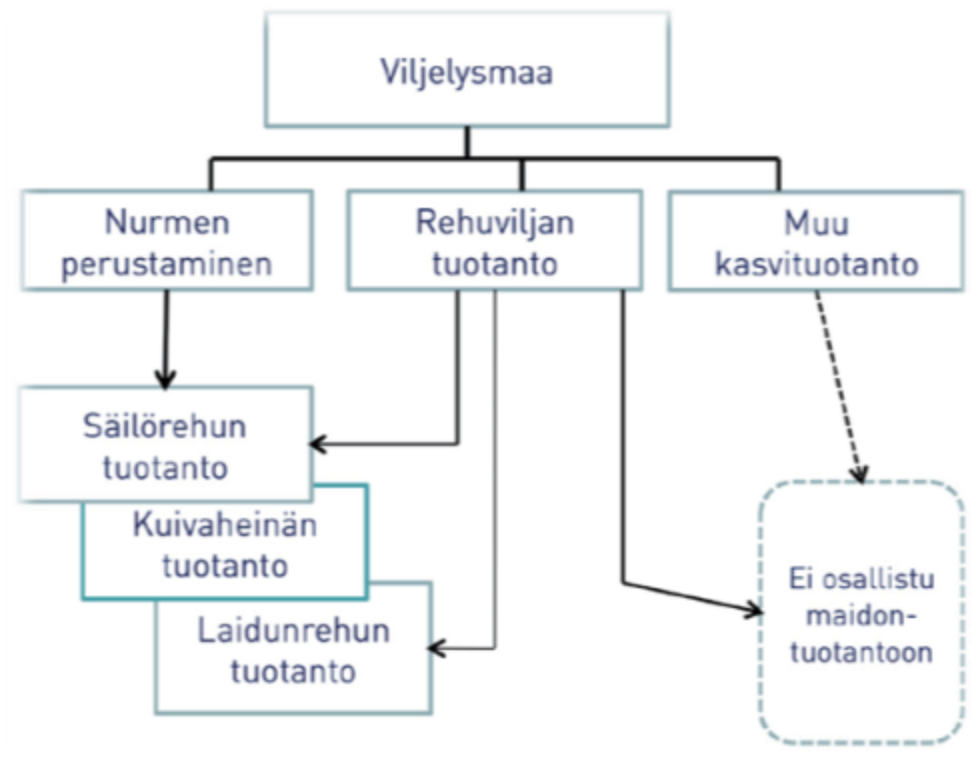 Viljelysmaa
Nurmen
perustaminen
Rehuviljan
tuotanto
Muu
kasvituotanto
Säilörehun
tuotanto
Kuivaheinän
tuotanto
Laidunrehun
tuotanto
Ei osallistu
maidon-
tuotantoon